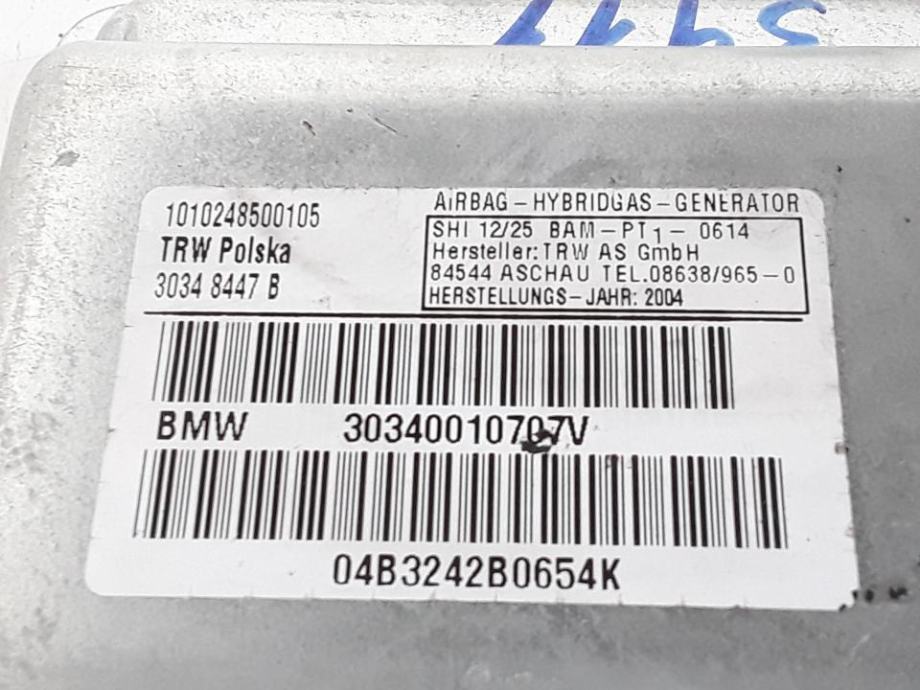 1010248500105
TRW Polska
3034 8447 B
AIRBAG-HYBRIDGAS-GENERATOR
SHI 12/25 BAM-PT1-0614
Hersteller: TRW AS GmbH
84544 ASCHAU TEL.08638/965-0
HERSTELLUNGS-JAHR: 2004
BMW 30340010707V
04B3242B0654K